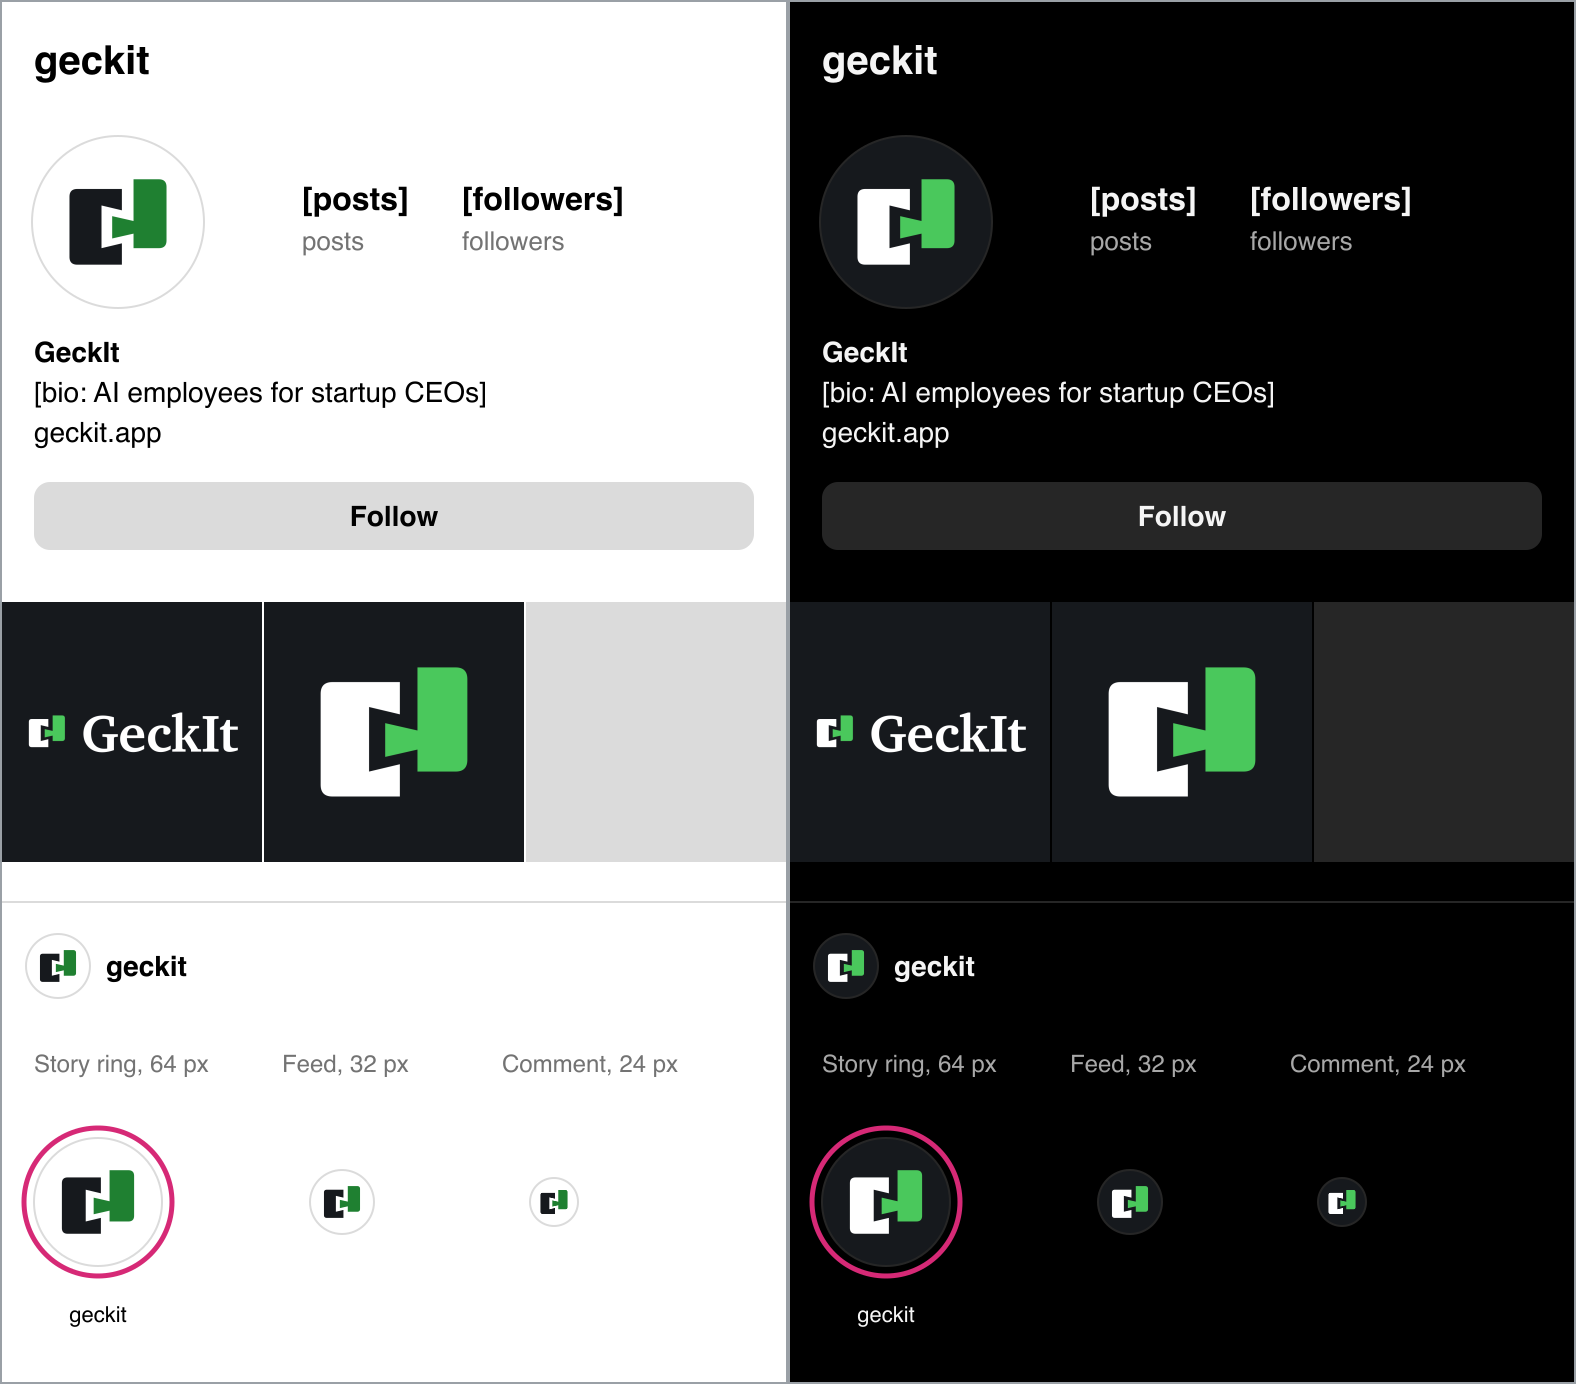 geckit
[posts] [followers]
posts followers
GeckIt
[bio: AI employees for startup CEOs]
geckit.app
Follow
GeckIt
geckit
Story ring, 64 px Feed, 32 px Comment, 24 px
geckit
geckit
[posts] [followers]
posts followers
GeckIt
[bio: AI employees for startup CEOs]
geckit.app
Follow
GeckIt
geckit
Story ring, 64 px Feed, 32 px Comment, 24 px
geckit